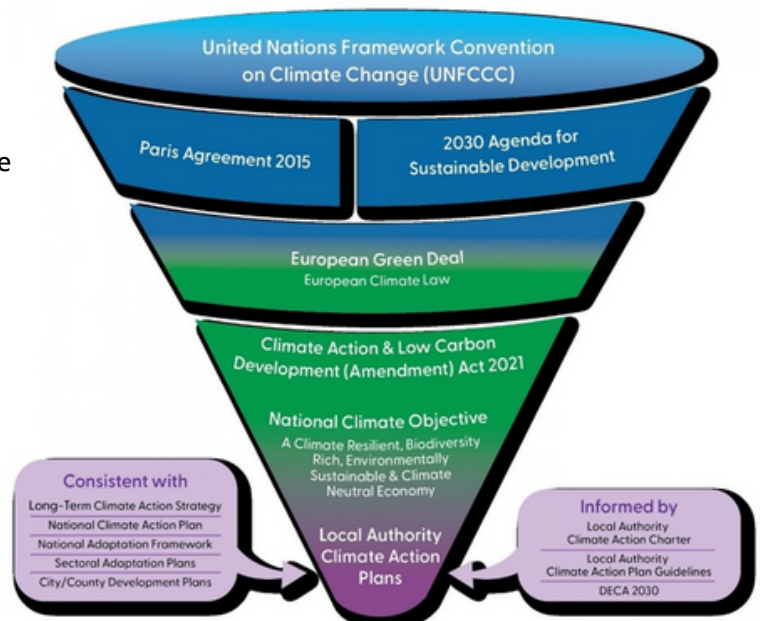 United Nations Framework Convention
on Climate Change (UNFCCC)
e
Paris Agreement 2015
2030 Agenda for
Sustainable Development
European Green Deal
European Climate Law
Climate Action & Low Carbon
Development (Amendment) Act 2021
National Climate Objective
A Climate Resilient, Biodiversity
Rich, Environmentally
Sustainable & Climate
Neutral Economy
Local Authority
Climate Action
Plans
Consistent with
Long-Term Climate Action Strategy
National Climate Action Plan
National Adaptation Framework
Sectoral Adaptation Plans
City/County Development Plans
Informed by
Local Authority
Climate Action Charter
Local Authority
Climate Action Plan Guidelines
DECA 2030